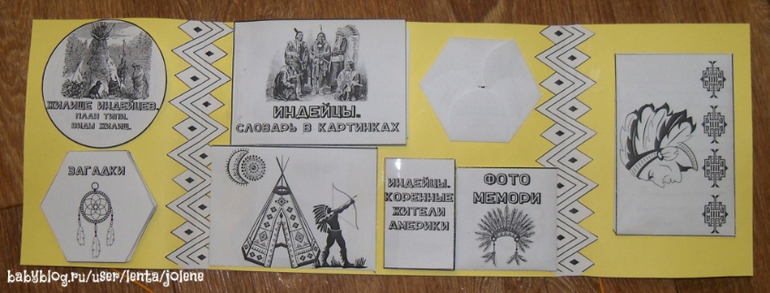 ЖИЛИЩЕ ИНДЕЙЦЕВ.
ПЛАН ТИПИ.
ВИДЫ ЖИЛИЩ.
ЗАГАДКИ
ИНДЕЙЦЫ.
СЛОВАРЬ В КАРТИНКАХ
ИНДЕЙЦЫ.
КОРЕННЫЕ
ЖИТЕЛИ
АМЕРИКИ
ФОТО
МЕМОРИ
babyblog.ru/user/lenta/jolene